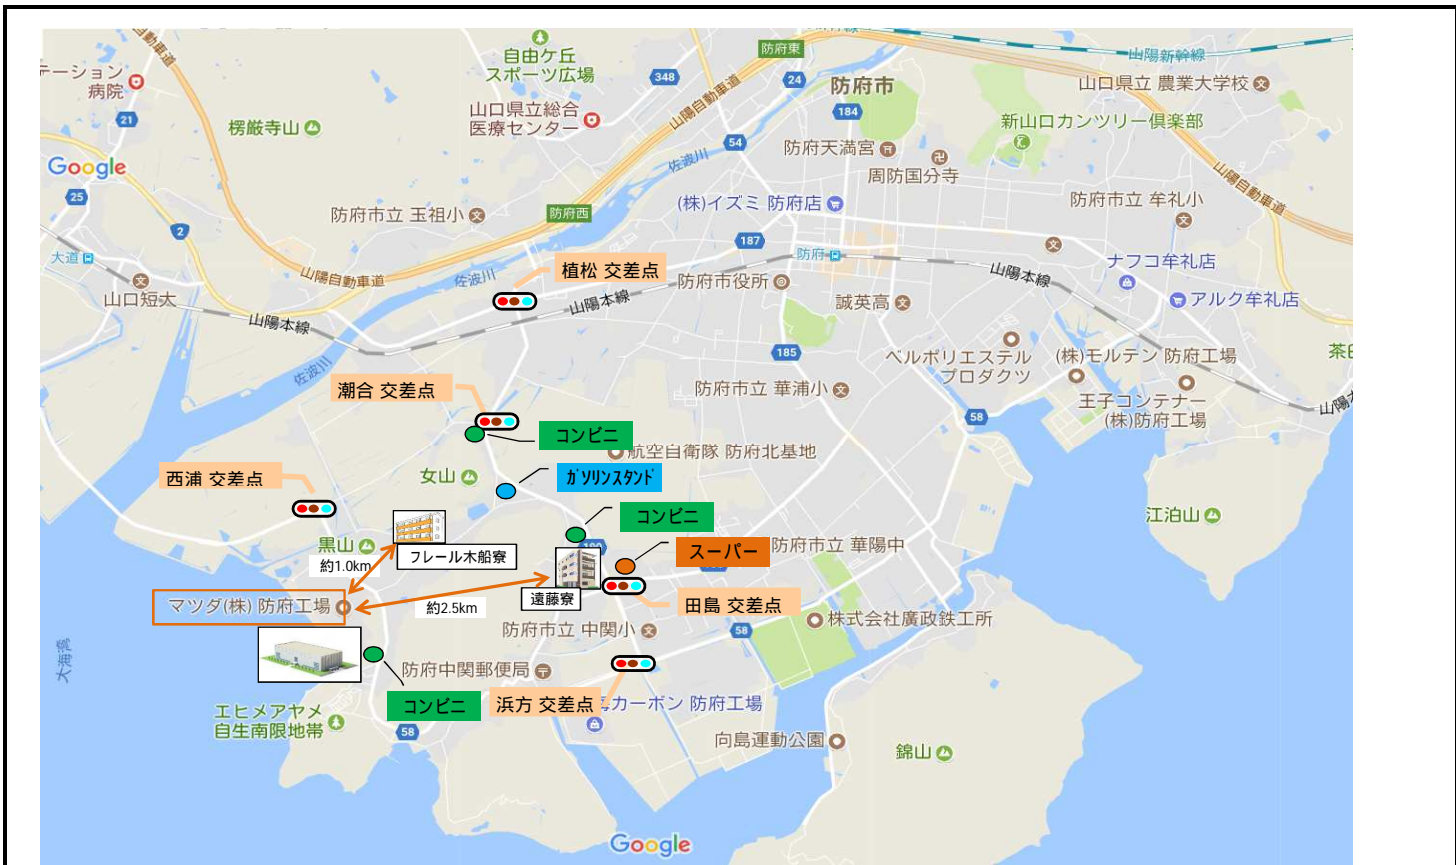 自由ケ丘
スポーツ広場
防府東
山陽新幹線
テーション
病院
山陽自動車道
348
24
防府市
山口県立 農業大学校
21
楞厳寺山
山口県立総合
医療センター
184
新山口カンツリー倶楽部
54
防府天満宮
周防国分寺
佐波川
Google
25
防府市立 玉祖小
防府西
(株)イズミ 防府店
防府市立 牟礼小
山陽自動車道
2
187
大道
山陽自動車道
佐波川
植松 交差点
防府
山陽本線
ナフコ牟礼店
山口短大
防府市役所
誠英高
アルク牟礼店
山陽本線
山陽本線
185
ベルポリエステル
プロダクツ
(株)モルテン 防府工場
佐波川
潮合 交差点
防府市立 華浦小
王子コンテナー
(株)防府工場
山陽本
58
コンビニ
航空自衛隊 防府北基地
西浦 交差点
女山
ガソリンスタンド
コンビニ
江泊山
黒山
フレール木船寮
約1.0km
スーパー
防府市立 華陽中
マツダ(株) 防府工場
約2.5km
遠藤寮
田島 交差点
防府市立 中関小
58
株式会社廣政鉄工所
大海湾
防府中関郵便局
コンビニ
浜方 交差点
カーボン 防府工場
エヒメアヤメ
自生南限地帯
58
向島運動公園
錦山
Google